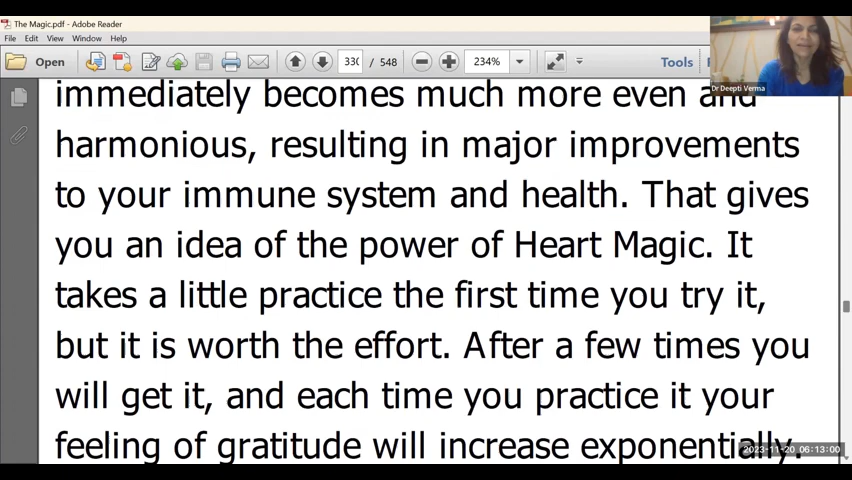 The Magic.pdf - Adobe Reader
File Edit View Window Help
Open 330 / 548 234% Tools
Dr Deepti Verma
immediately becomes much more even and
harmonious, resulting in major improvements
to your immune system and health. That gives
you an idea of the power of Heart Magic. It
takes a little practice the first time you try it,
but it is worth the effort. After a few times you
will get it, and each time you practice it your
feeling of gratitude will increase exponentially.
2023-11-20 06:13:00